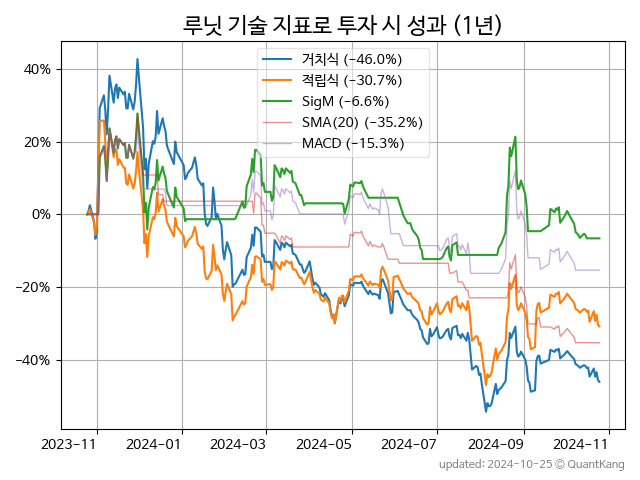 루닛 기술 지표로 투자 시 성과 (1년)
거치식 (−46.0%)
적립식 (−30.7%)
SigM (−6.6%)
SMA(20) (−35.2%)
MACD (−15.3%)
40%
20%
0%
−20%
−40%
2023−11 2024−01 2024−03 2024−05 2024−07 2024−09 2024−11
updated: 2024−10−25 ⓒ QuantKang